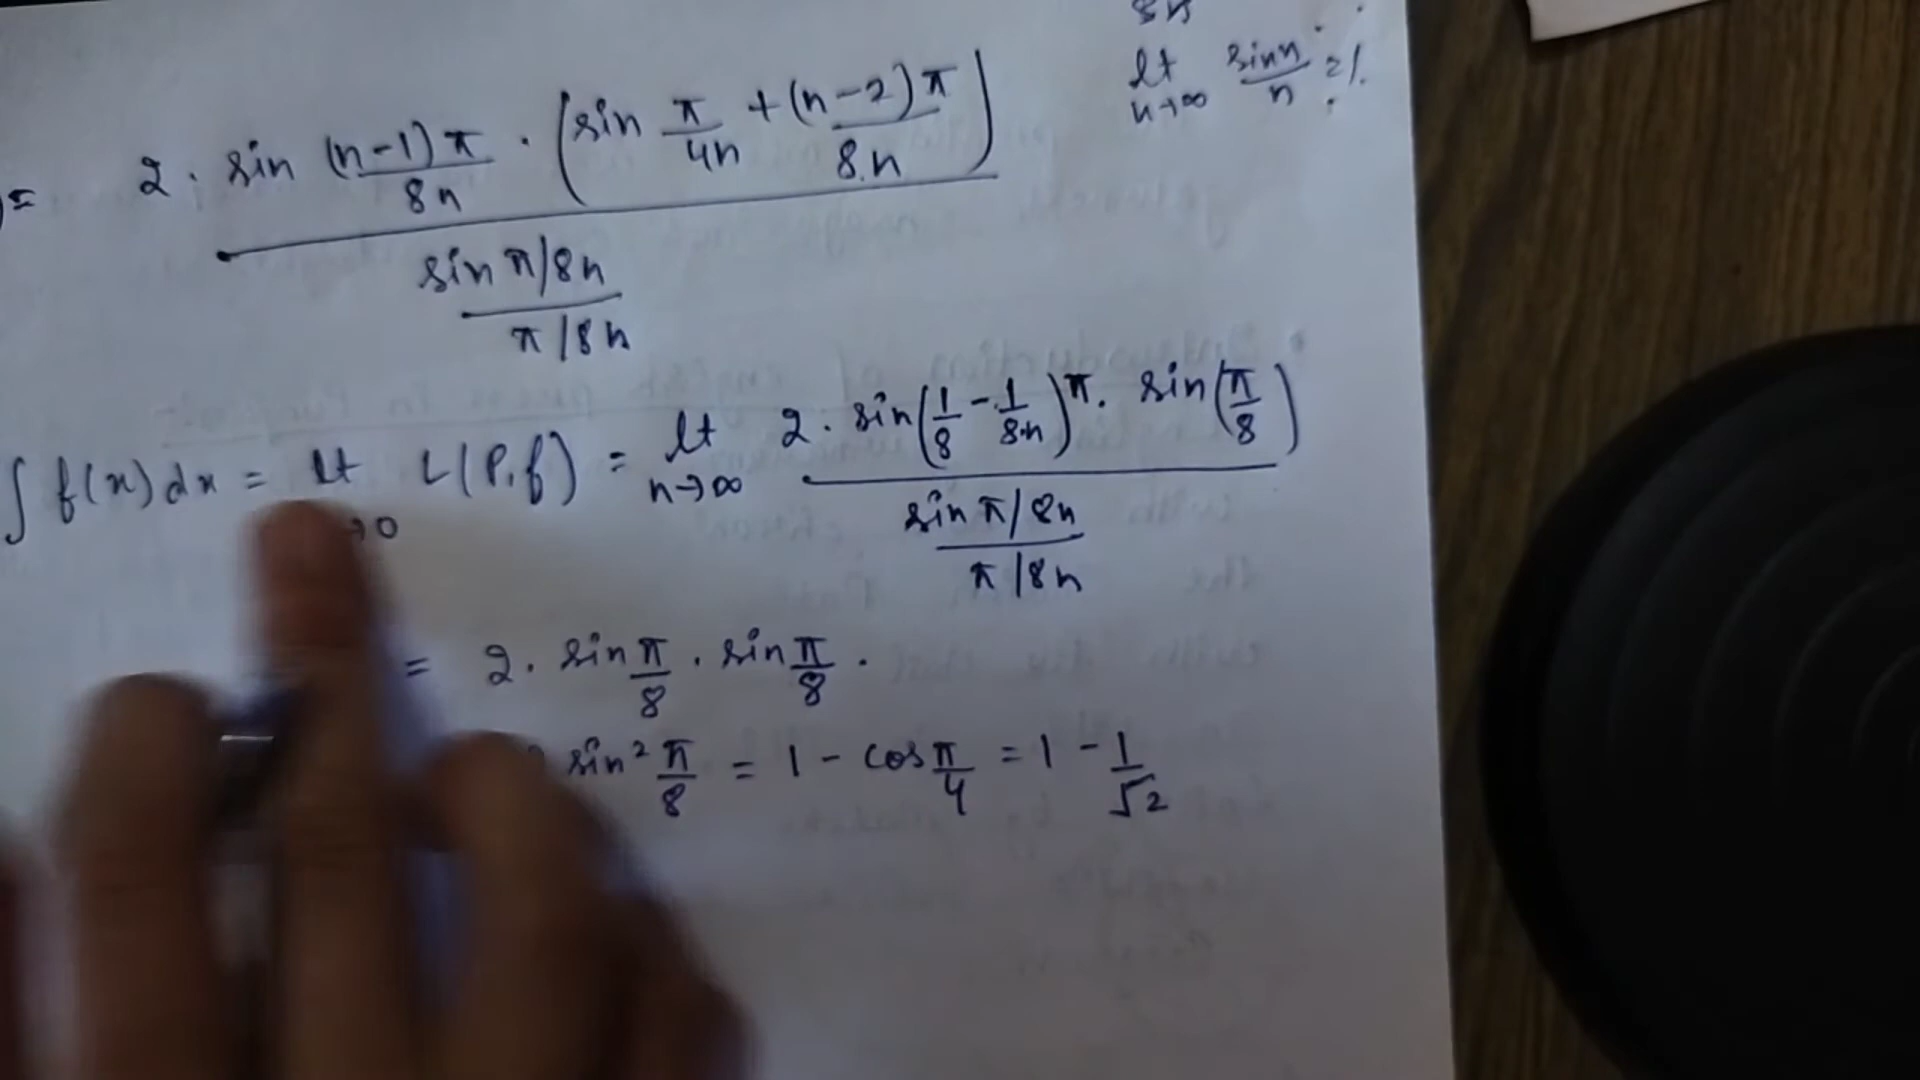 8n
lt n→∞ sin n / n = 1.
= 2 · sin (n-1)π/8n · (sin π/4n + (n-2)π/8n)
sin π/8n
π/8n
∫ f(x) dx = lt →0 L(P,f) = lt n→∞ 2 · sin(1/8 - 1/8n)π · sin(π/8)
sin π/8n
π/8n
= 2 · sin π/8 · sin π/8 .
sin² π/8 = 1 - cos π/4 = 1 - 1/√2